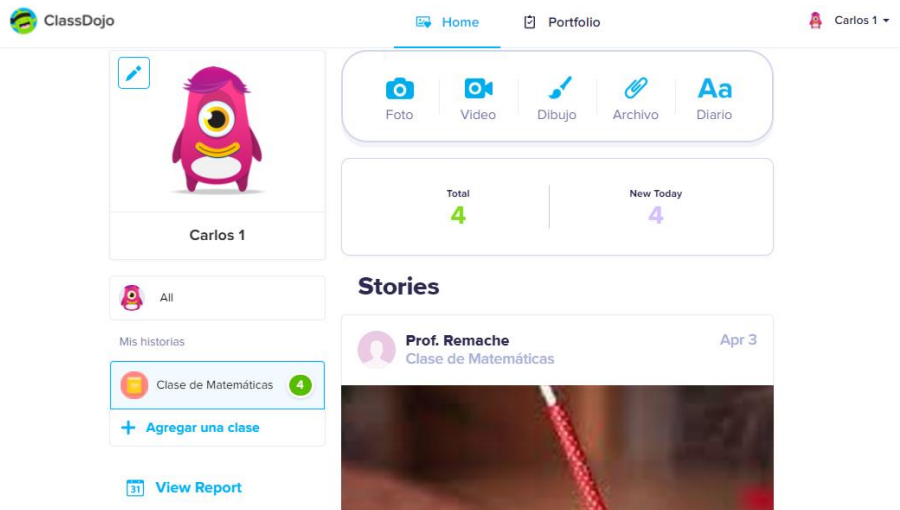 ClassDojo
Home
Portfolio
Carlos 1
Foto
Video
Dibujo
Archivo
Aa
Diario
Total
4
New Today
4
Carlos 1
All
Mis historias
Clase de Matemáticas
4
Agregar una clase
31
View Report
Stories
Prof. Remache
Apr 3
Clase de Matemáticas